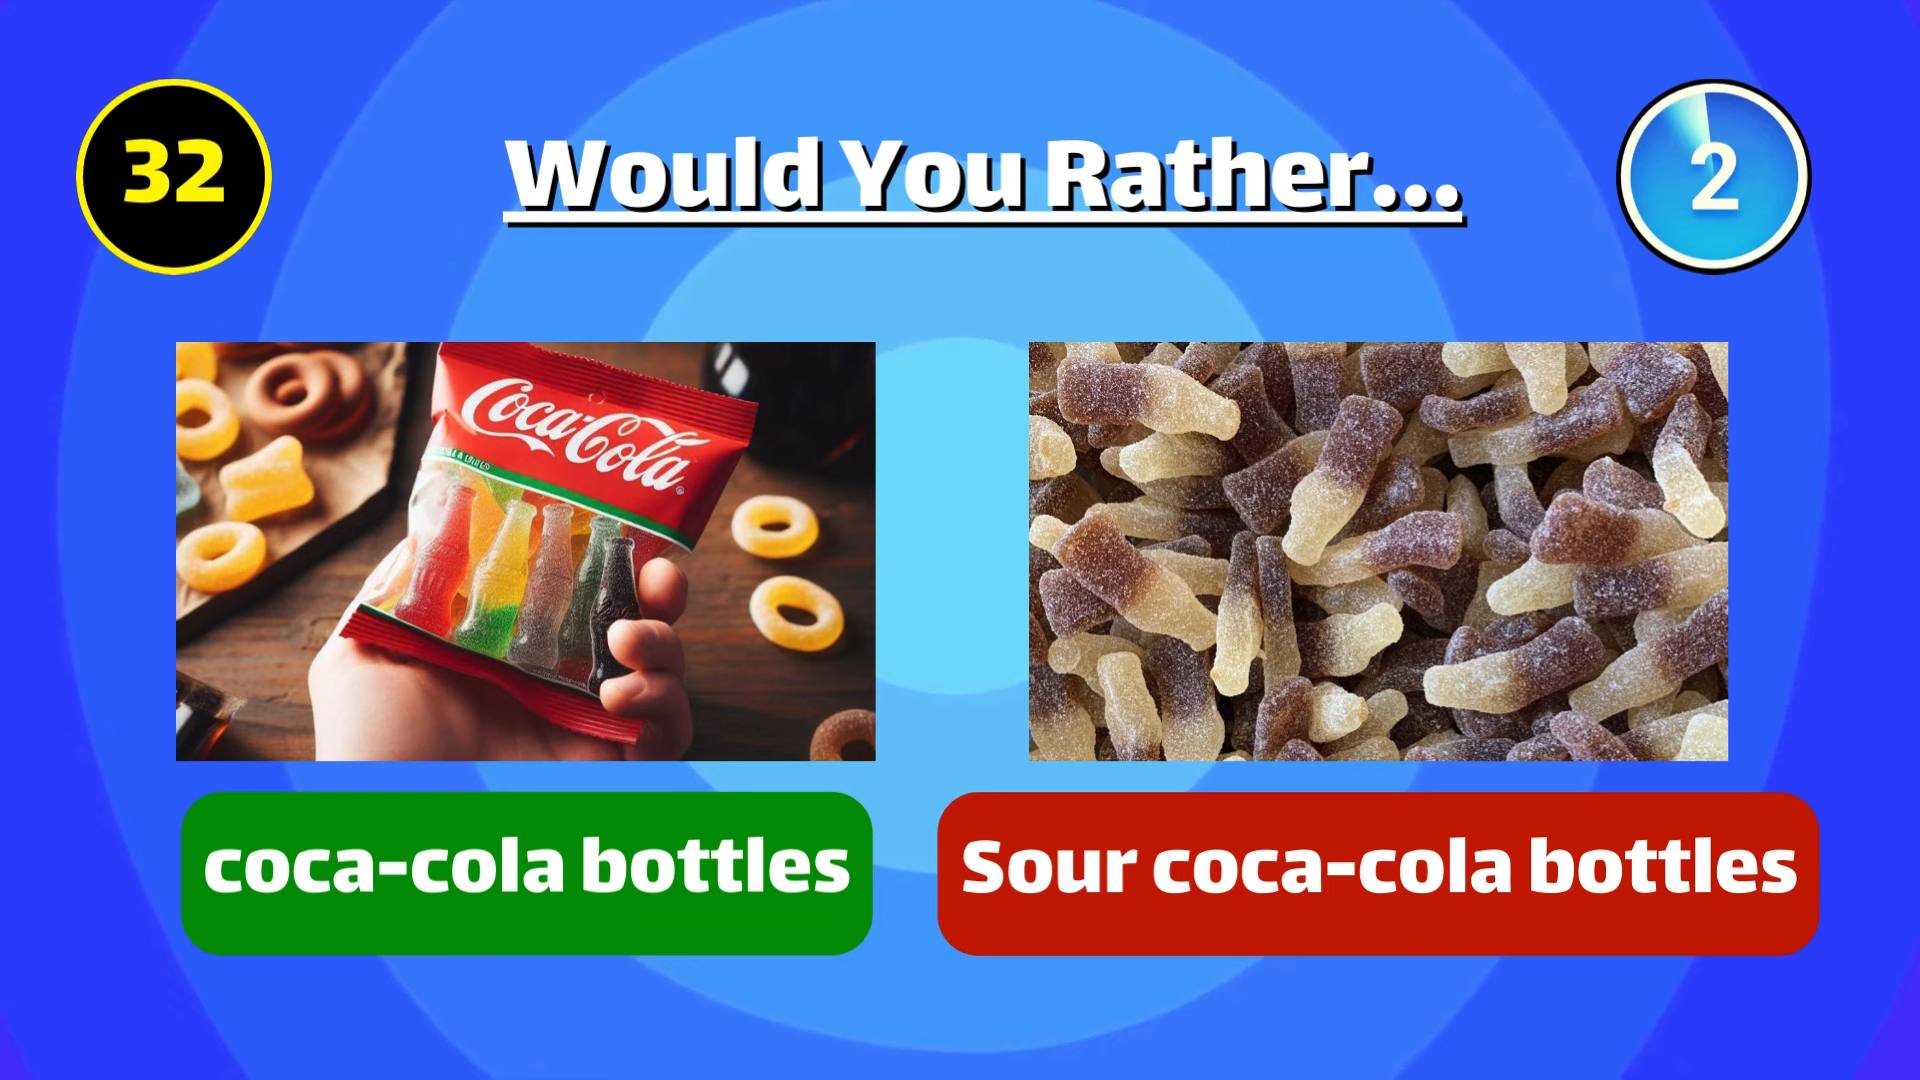 32
Would You Rather...
2
Coca-Cola
coca-cola bottles
Sour coca-cola bottles